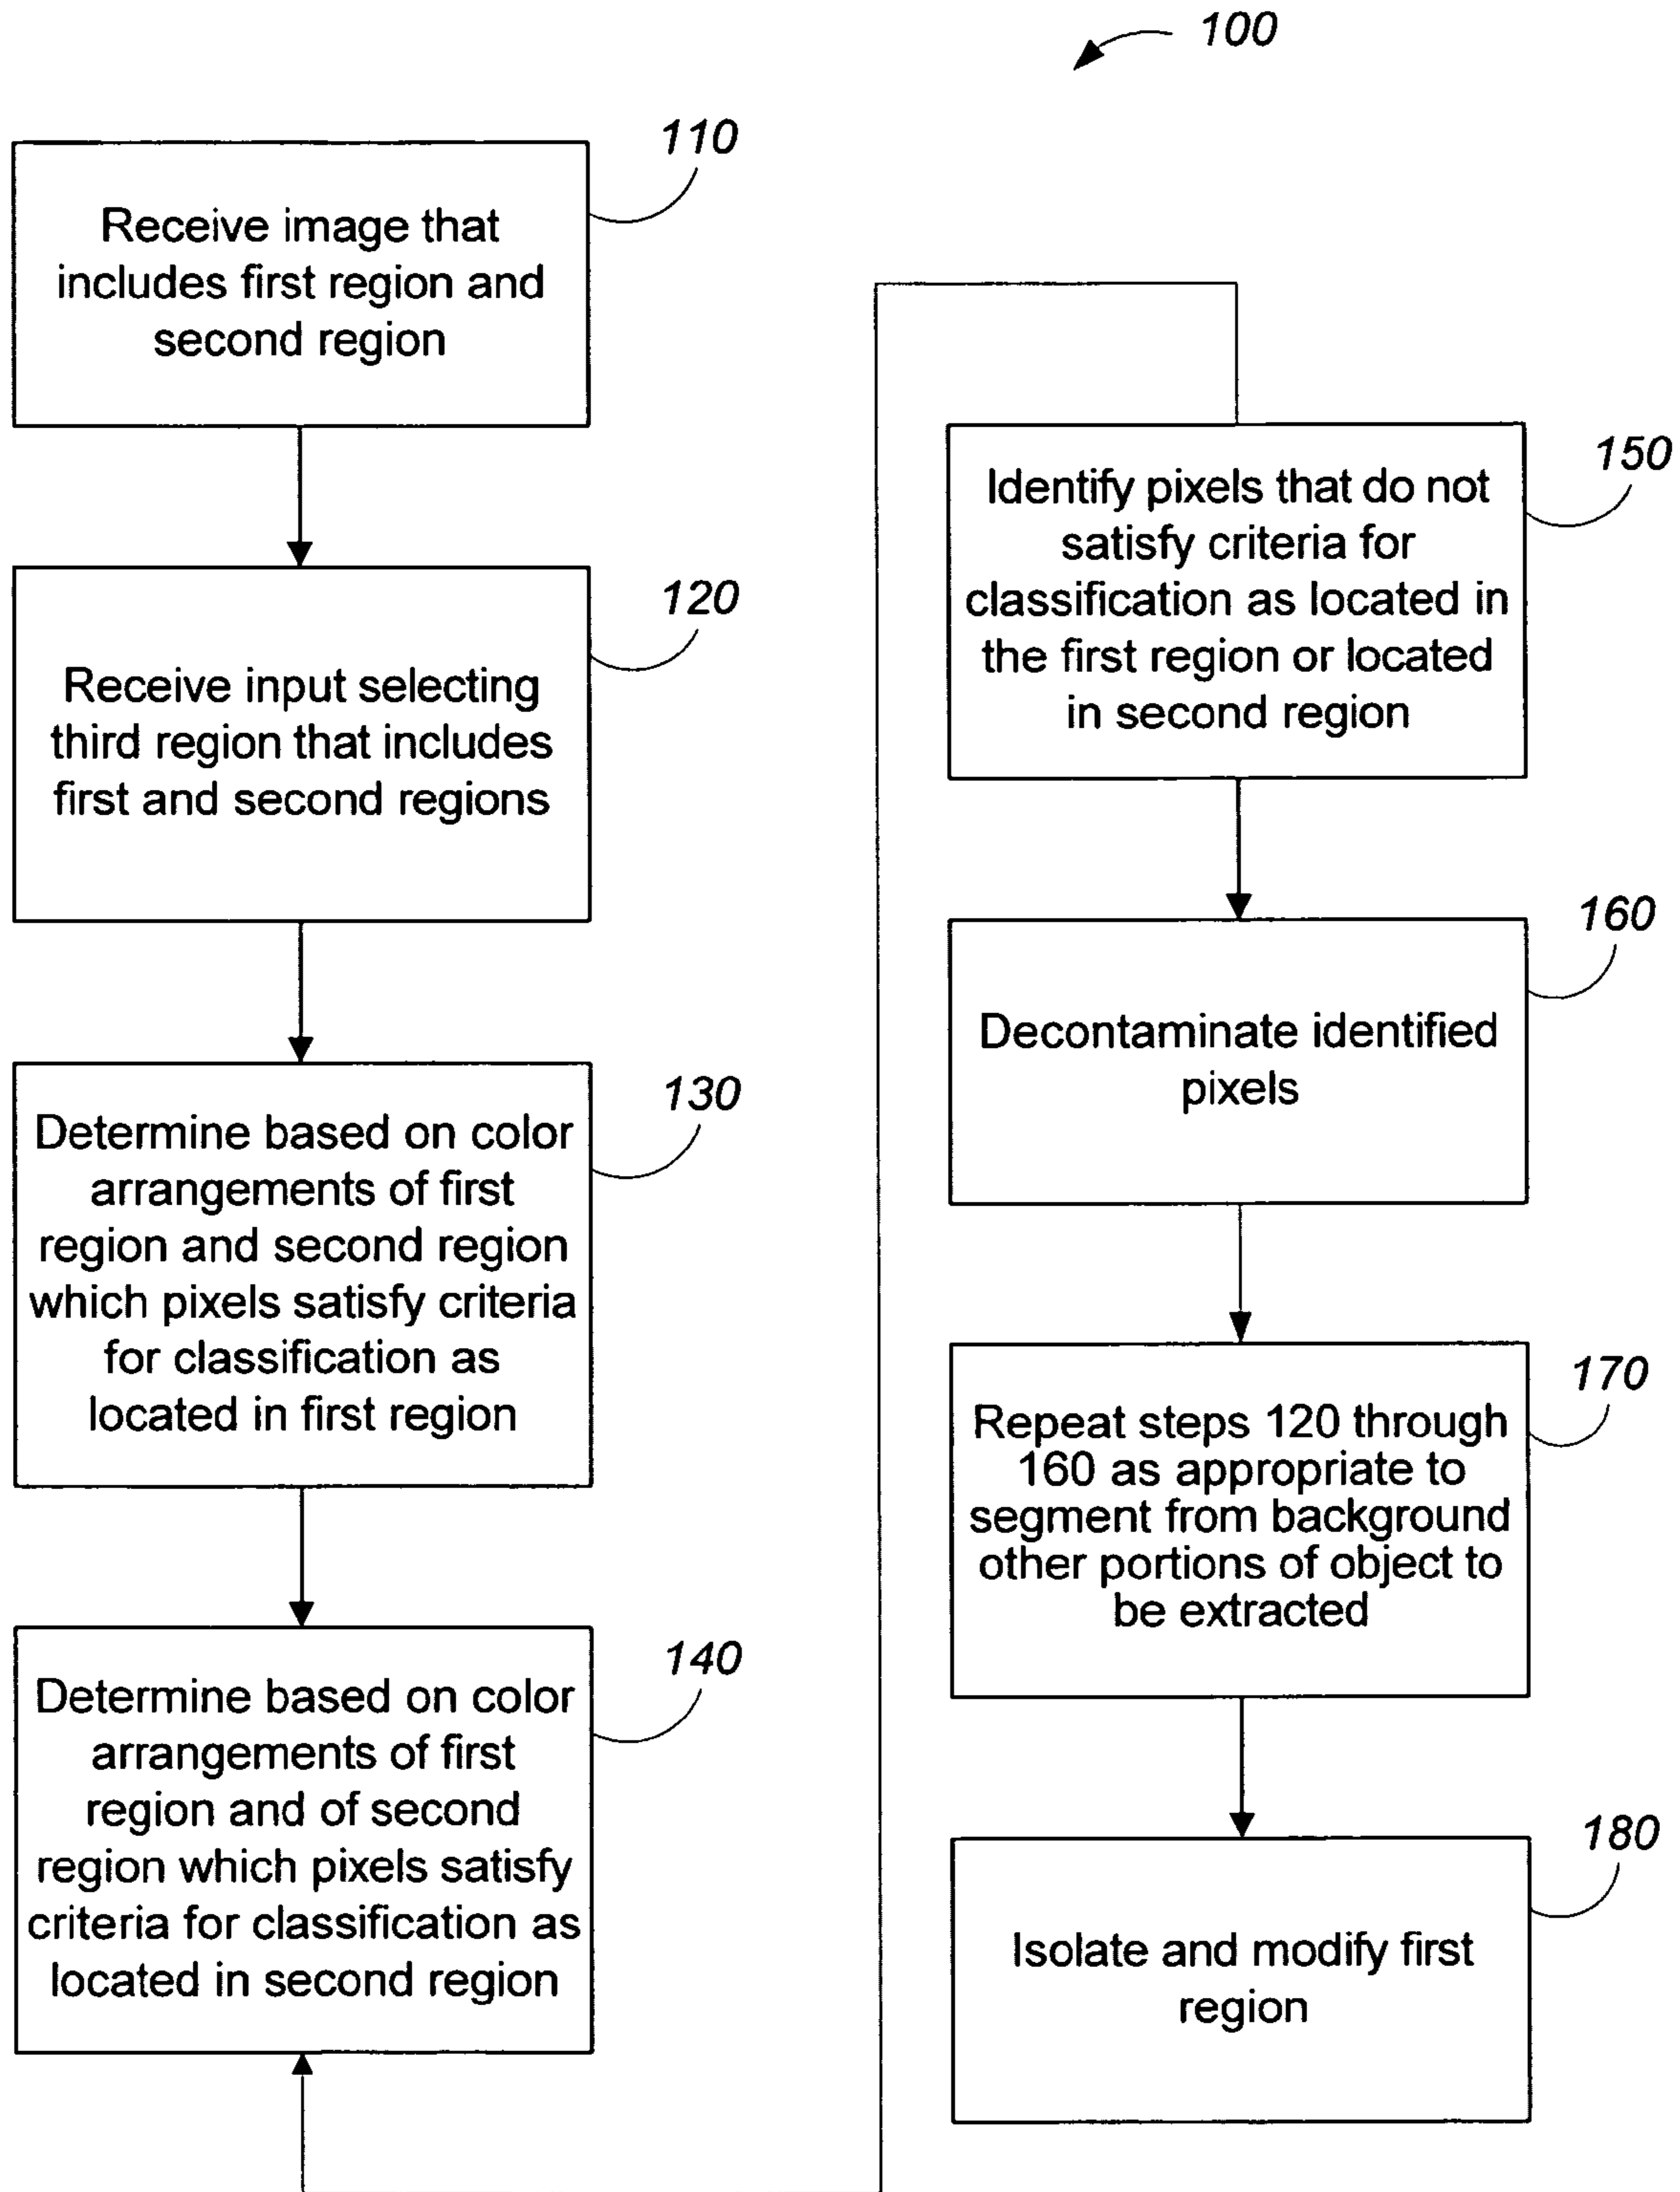 100
110
Receive image that
includes first region and
second region
120
Receive input selecting
third region that includes
first and second regions
130
Determine based on color
arrangements of first
region and second region
which pixels satisfy criteria
for classification as
located in first region
140
Determine based on color
arrangements of first
region and of second
region which pixels satisfy
criteria for classification as
located in second region
150
Identify pixels that do not
satisfy criteria for
classification as located in
the first region or located
in second region
160
Decontaminate identified
pixels
170
Repeat steps 120 through
160 as appropriate to
segment from background
other portions of object to
be extracted
180
Isolate and modify first
region